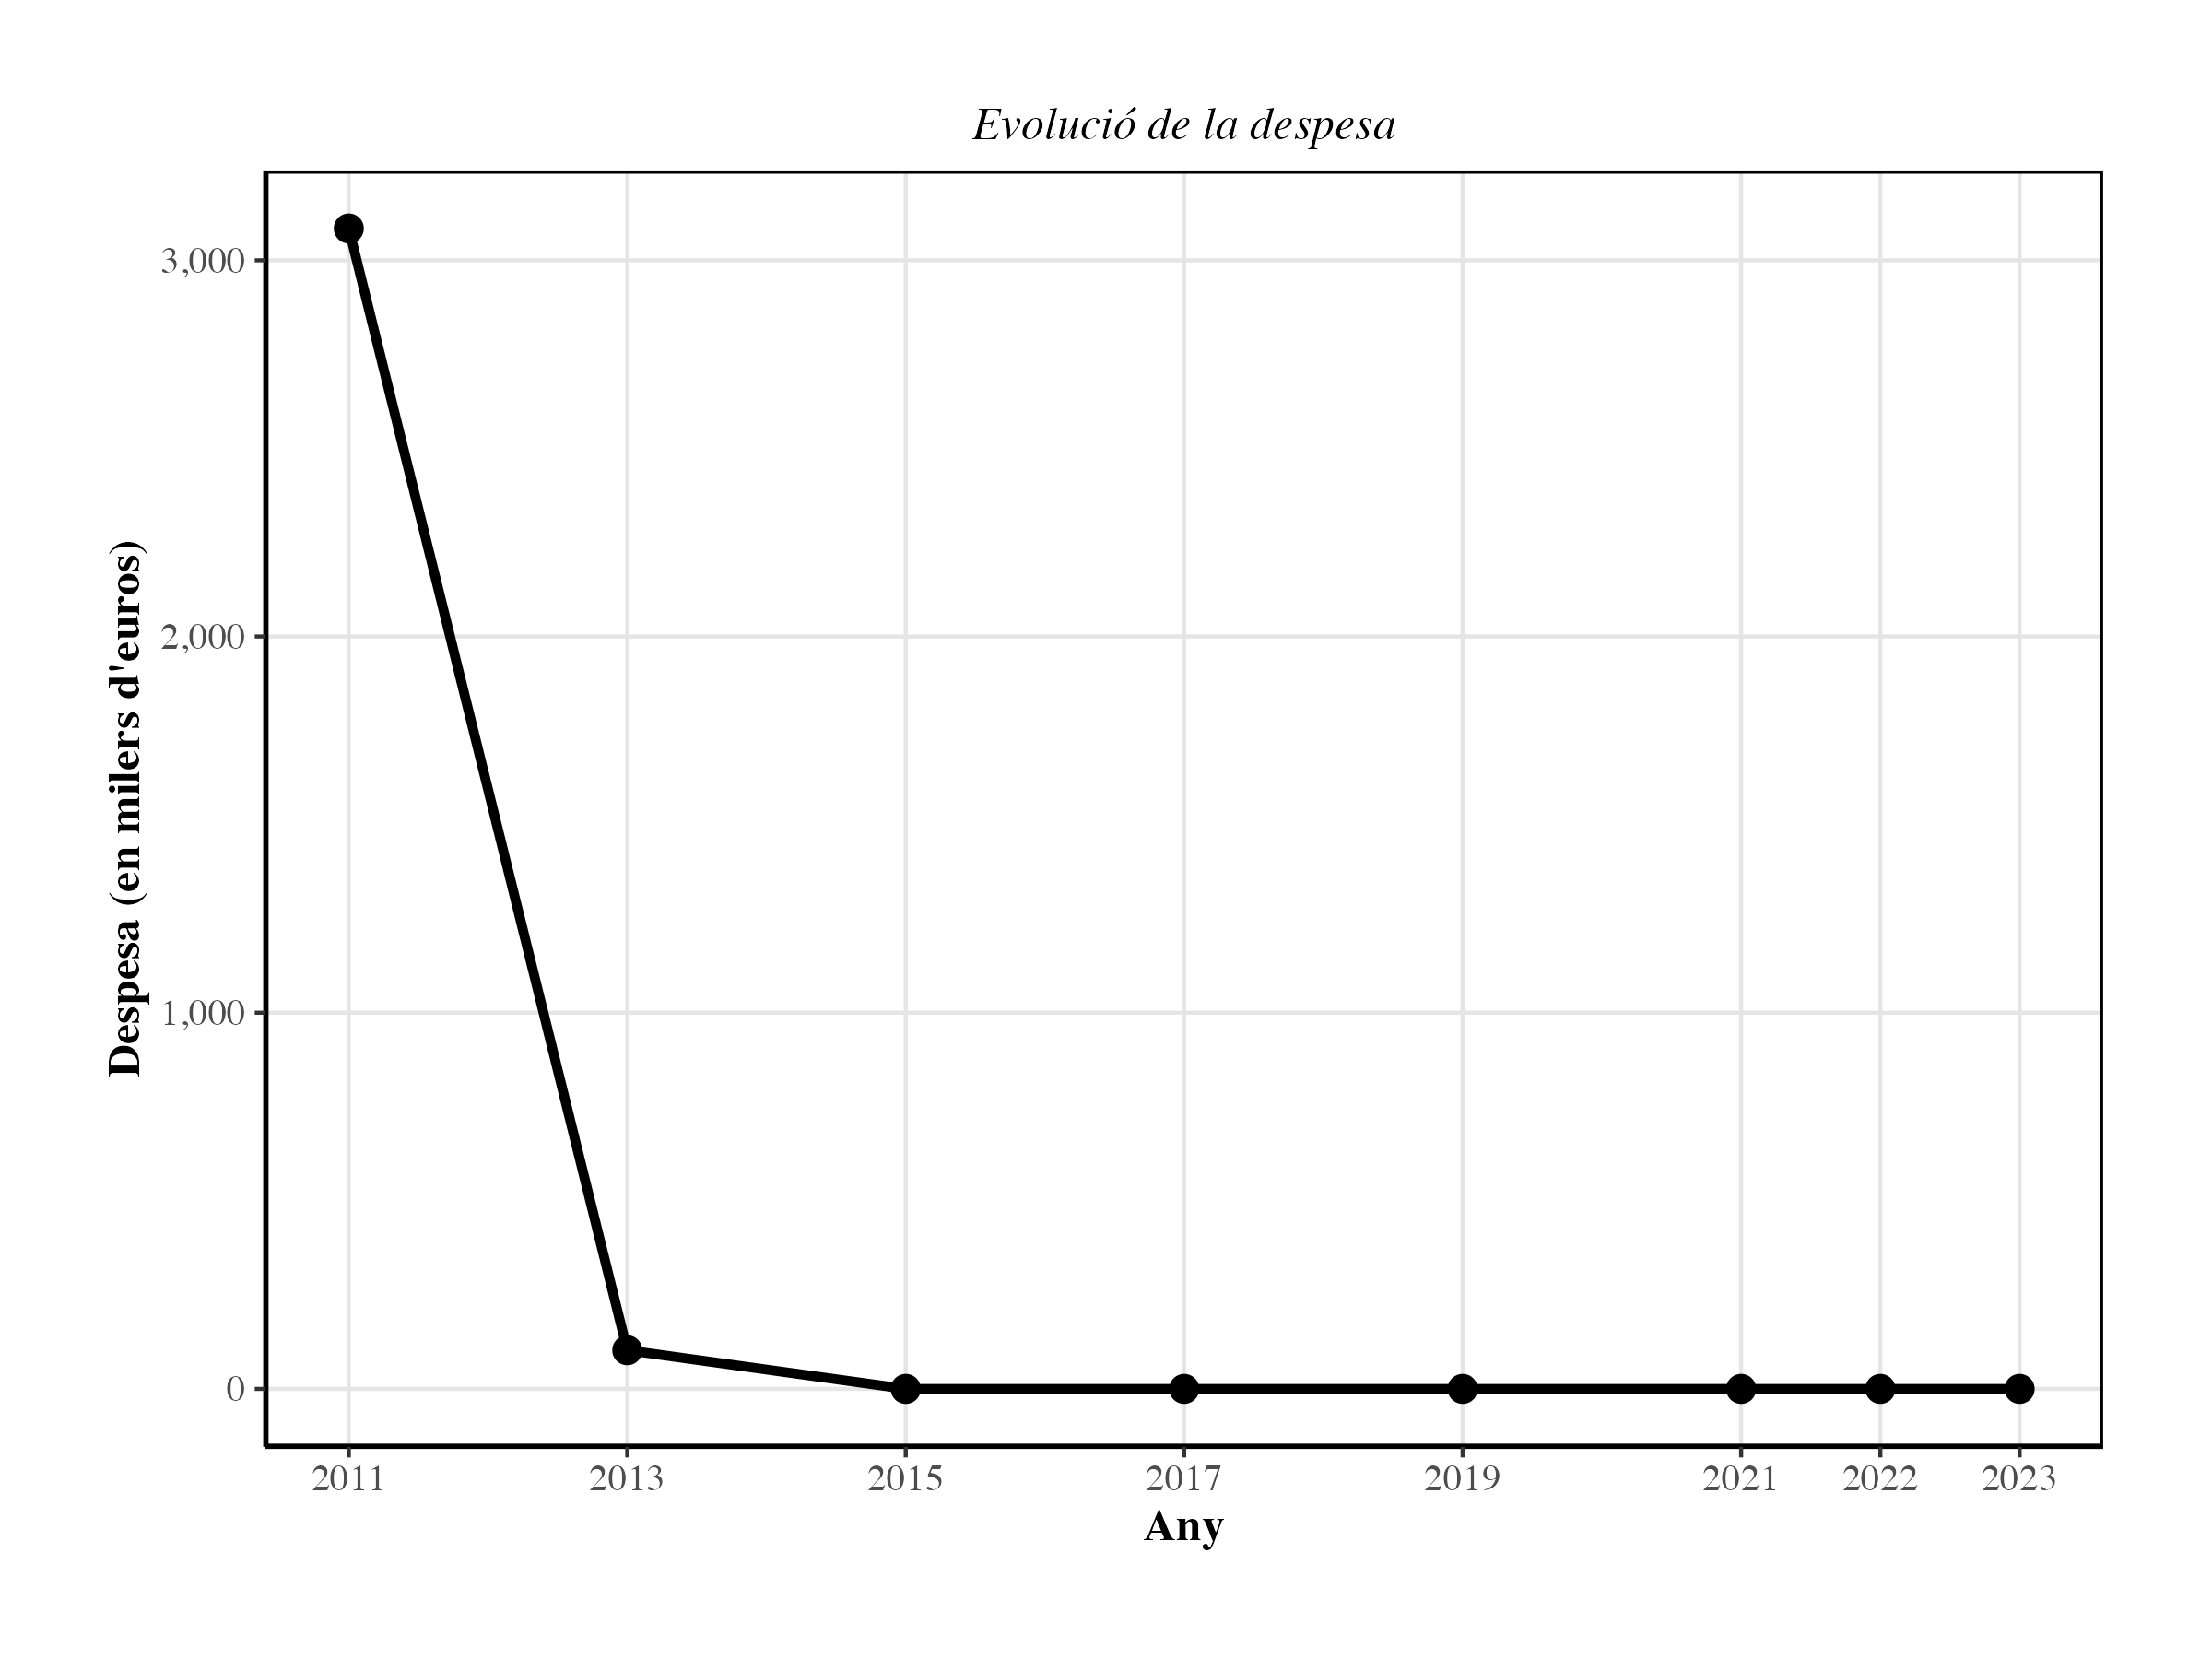 Evolució de la despesa
Despesa (en milers d'euros)
3,000
2,000
1,000
0
2011 2013 2015 2017 2019 2021 2022 2023
Any